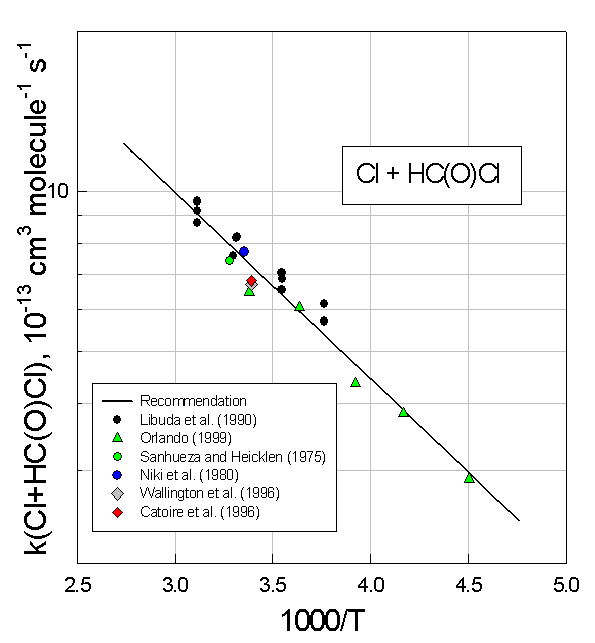 k(Cl+HC(O)Cl), 10-13 cm3 molecule-1 s-1
10
Cl + HC(O)Cl
Recommendation
Libuda et al. (1990)
Orlando (1999)
Sanhueza and Heicklen (1975)
Niki et al. (1980)
Wallington et al. (1996)
Catoire et al. (1996)
2.5 3.0 3.5 4.0 4.5 5.0
1000/T